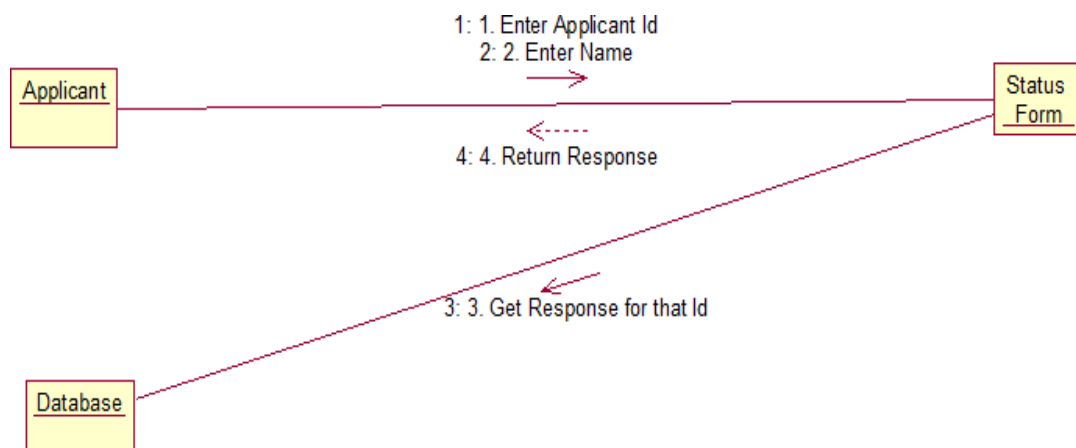 1: 1. Enter Applicant Id
2: 2. Enter Name
Applicant
Status
Form
4: 4. Return Response
3: 3. Get Response for that Id
Database